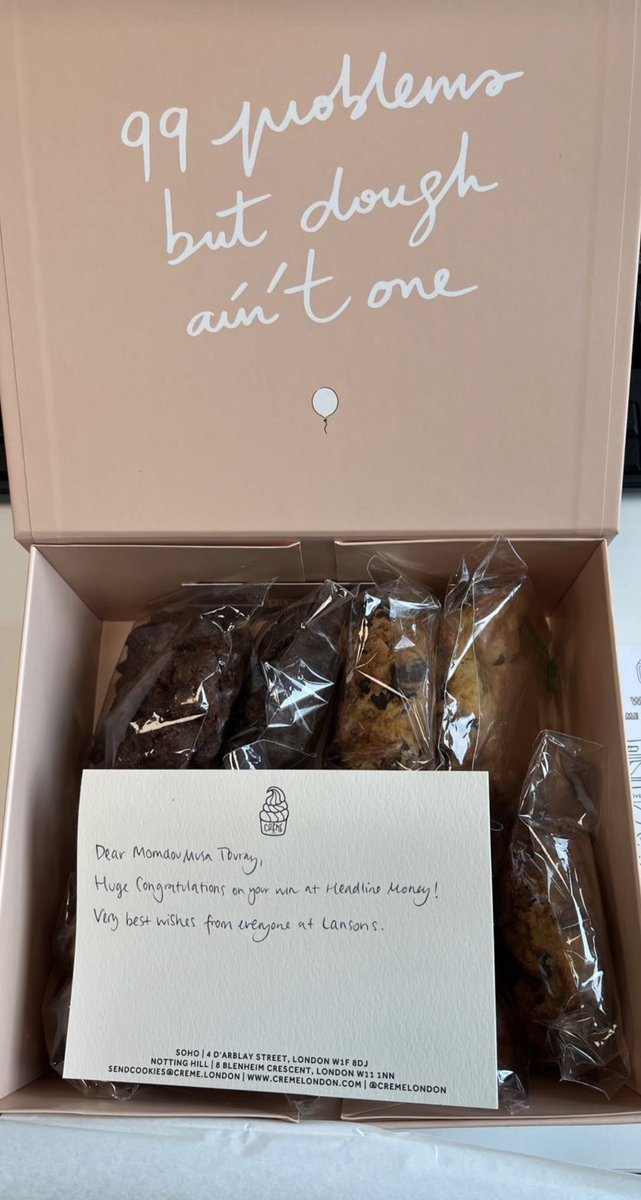 99 problems
but dough
ain't one
CRÈME
Dear Momdou Musa Touray,
Huge Congratulations on your win at Headline Money!
Very best wishes from everyone at Lansons.
SOHO | 4 D'ARBLAY STREET, LONDON W1F 8DJ
NOTTING HILL | 8 BLENHEIM CRESCENT, LONDON W11 1NN
SENDCOOKIES@CREME.LONDON | WWW.CREMELONDON.COM | @CREMELONDON